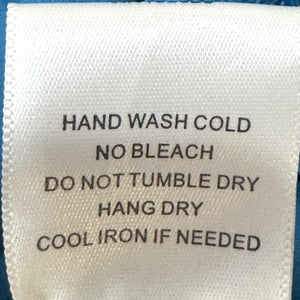 HAND WASH COLD
NO BLEACH
DO NOT TUMBLE DRY
HANG DRY
COOL IRON IF NEEDED